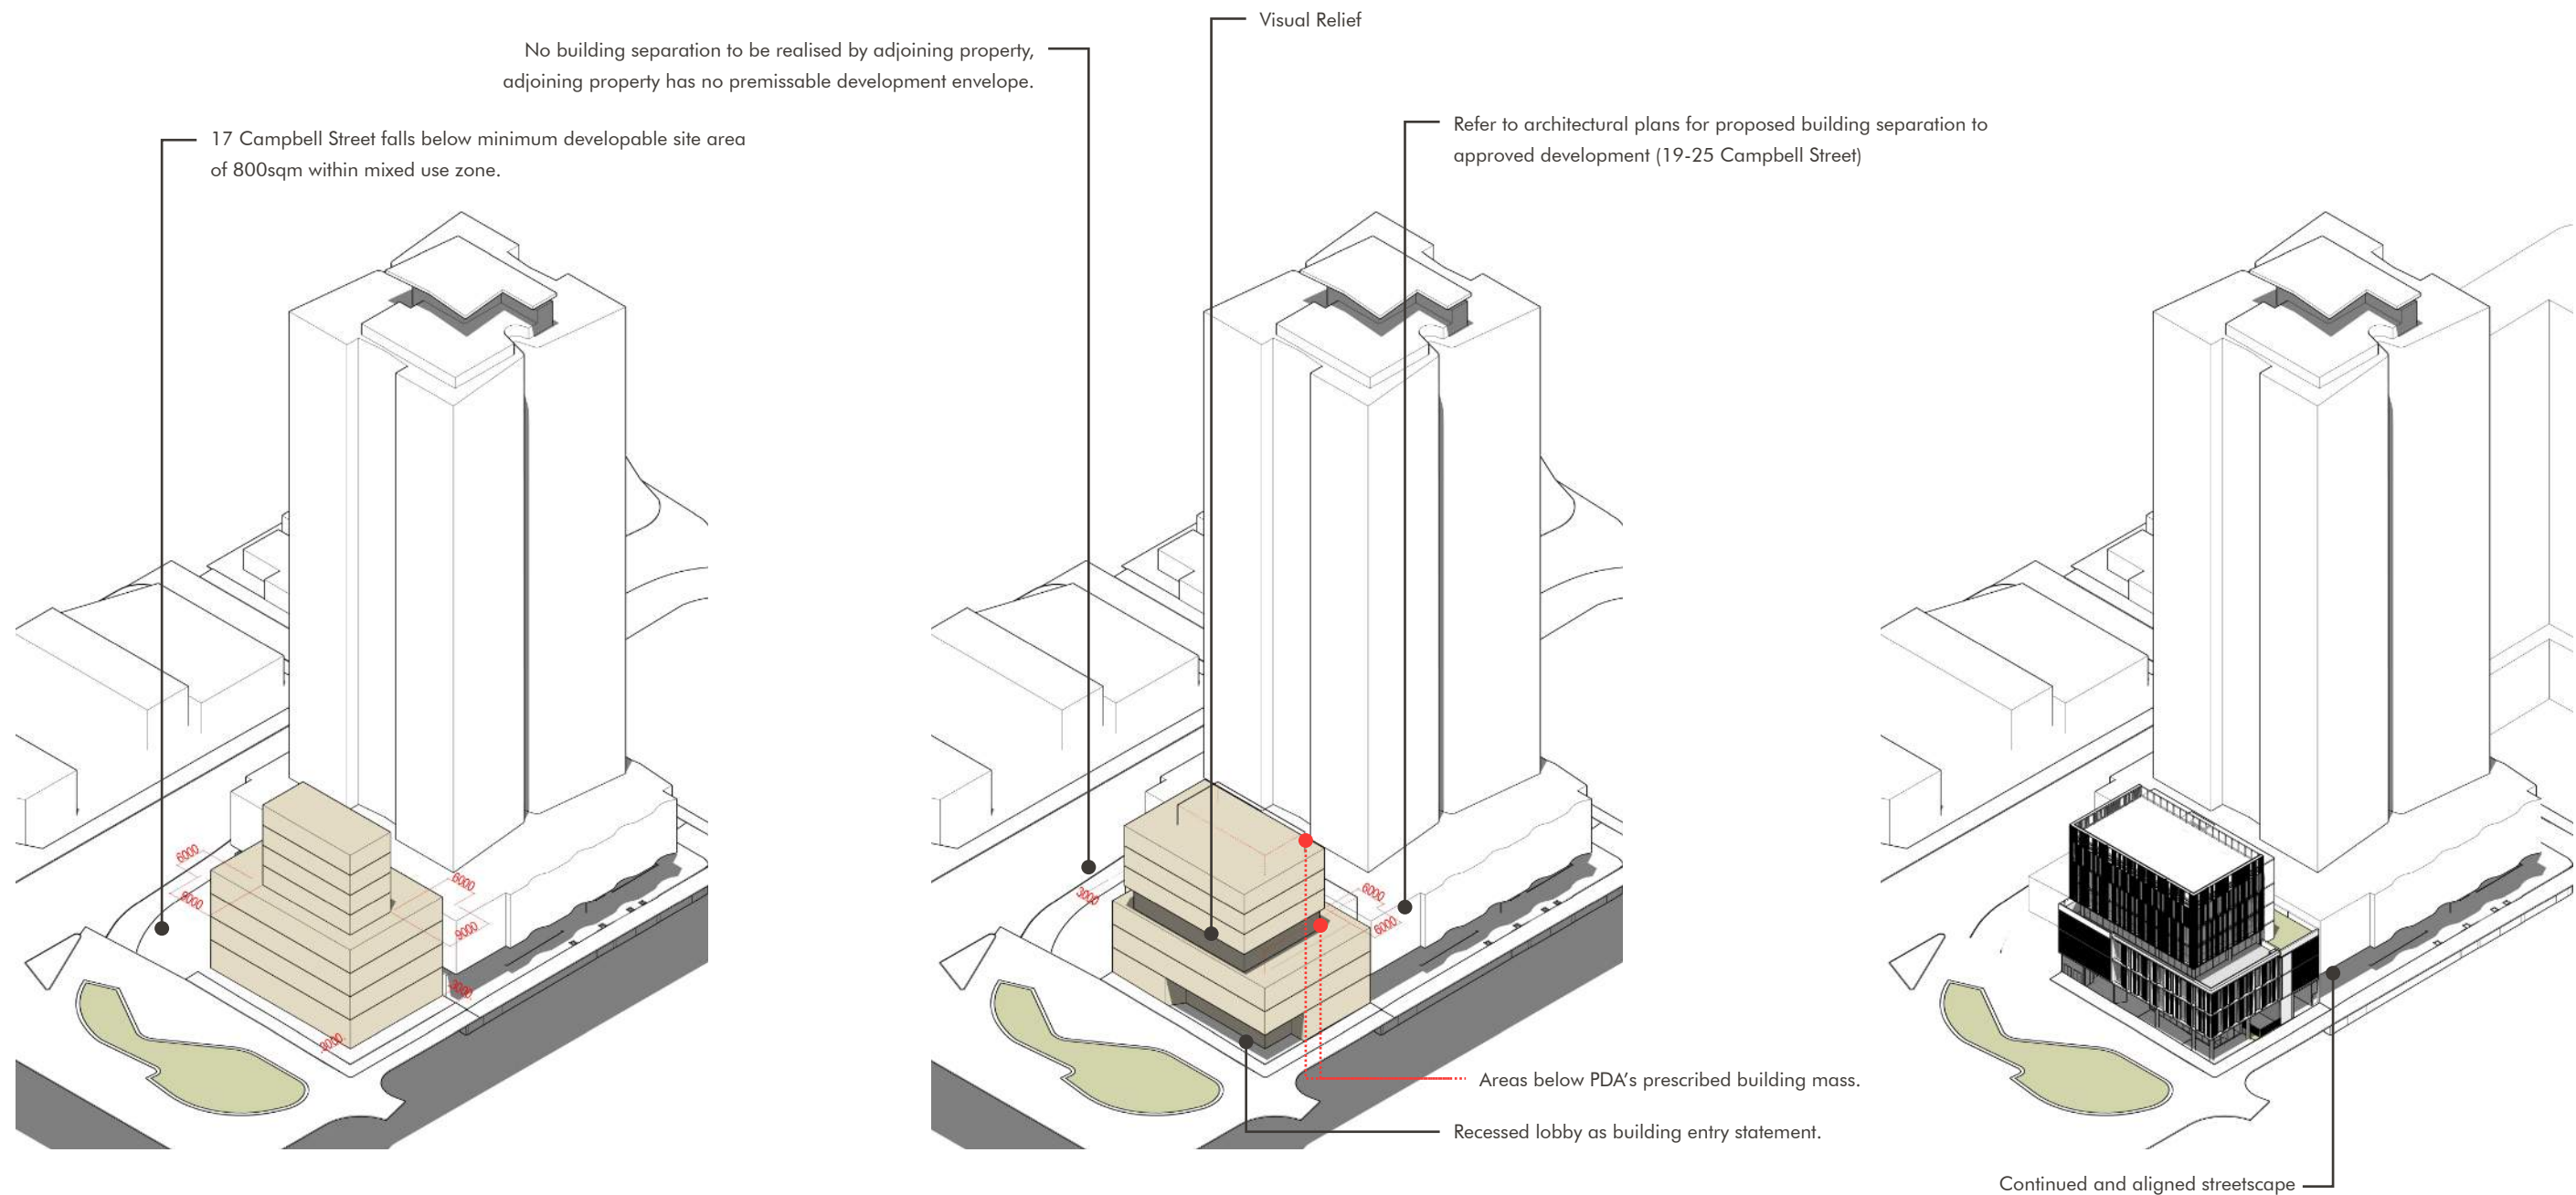 Visual Relief
No building separation to be realised by adjoining property,
adjoining property has no premissable development envelope.
17 Campbell Street falls below minimum developable site area
of 800sqm within mixed use zone.
Refer to architectural plans for proposed building separation to
approved development (19-25 Campbell Street)
6000
6000
9000
3000
6000
6000
Areas below PDA's prescribed building mass.
Recessed lobby as building entry statement.
Continued and aligned streetscape